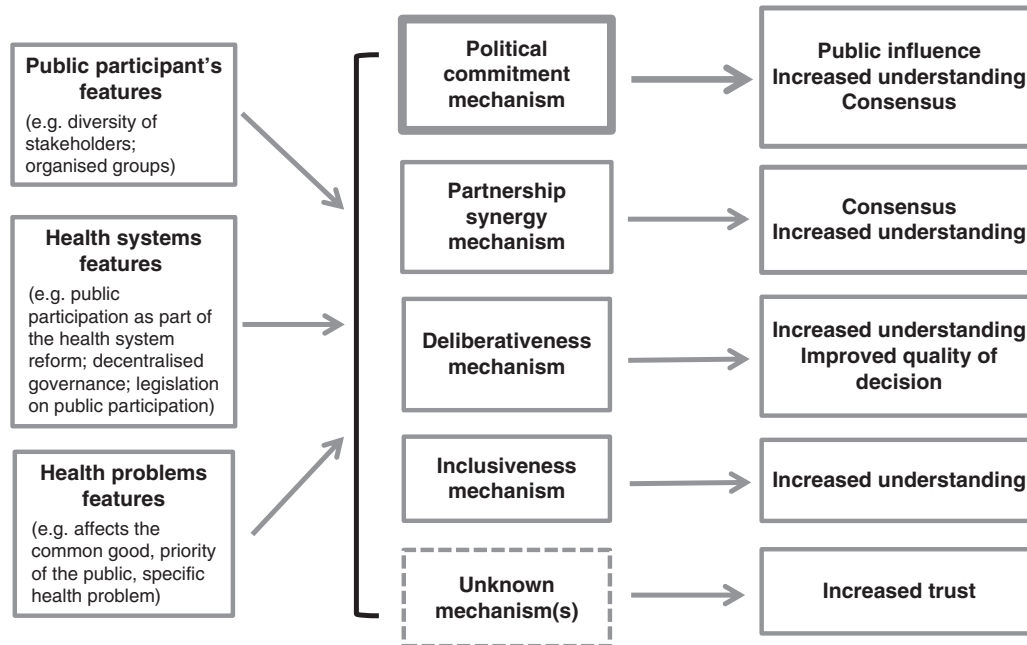 Public participant's
features
(e.g. diversity of
stakeholders;
organised groups)
Health systems
features
(e.g. public
participation as part of
the health system
reform; decentralised
governance; legislation
on public participation)
Health problems
features
(e.g. affects the
common good, priority
of the public, specific
health problem)
Political
commitment
mechanism
Partnership
synergy
mechanism
Deliberativeness
mechanism
Inclusiveness
mechanism
Unknown
mechanism(s)
Public influence
Increased understanding
Consensus
Consensus
Increased understanding
Increased understanding
Improved quality of
decision
Increased understanding
Increased trust